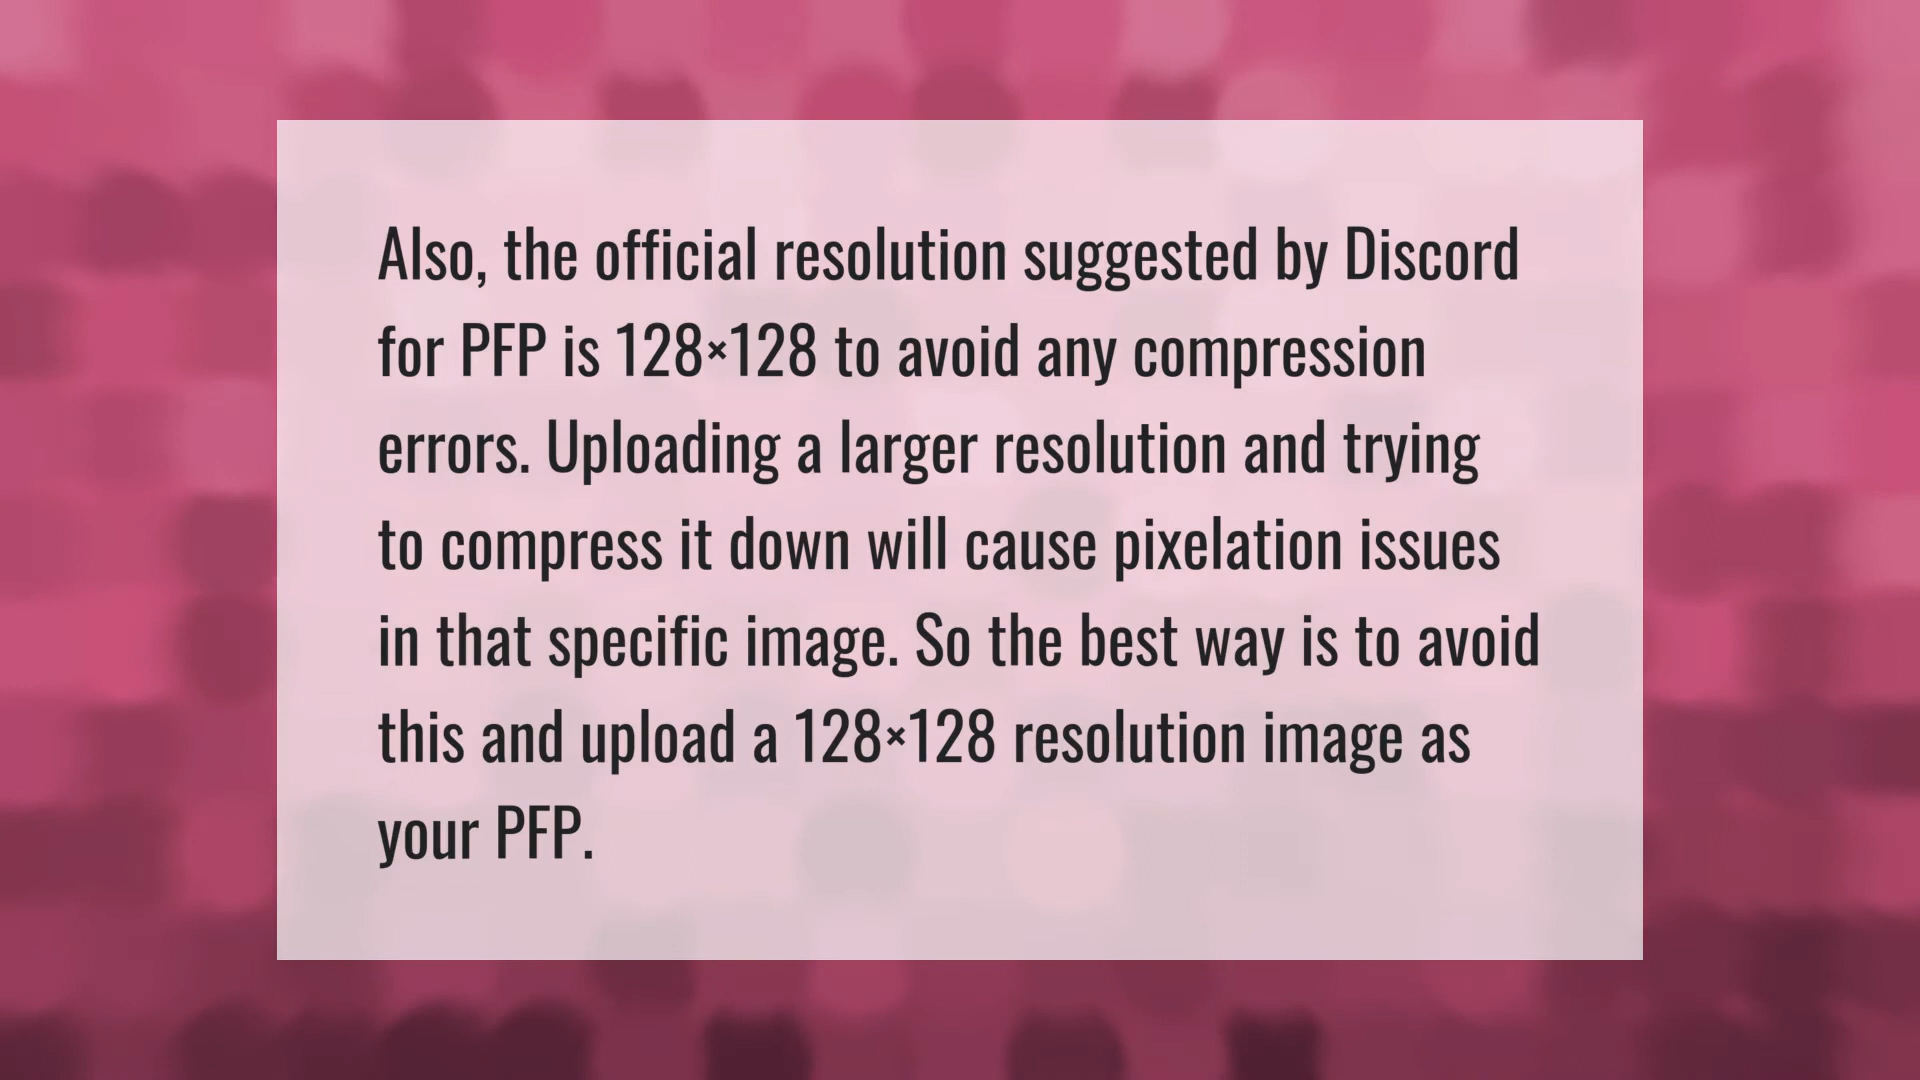 Also, the official resolution suggested by Discord
for PFP is 128×128 to avoid any compression
errors. Uploading a larger resolution and trying
to compress it down will cause pixelation issues
in that specific image. So the best way is to avoid
this and upload a 128×128 resolution image as
your PFP.